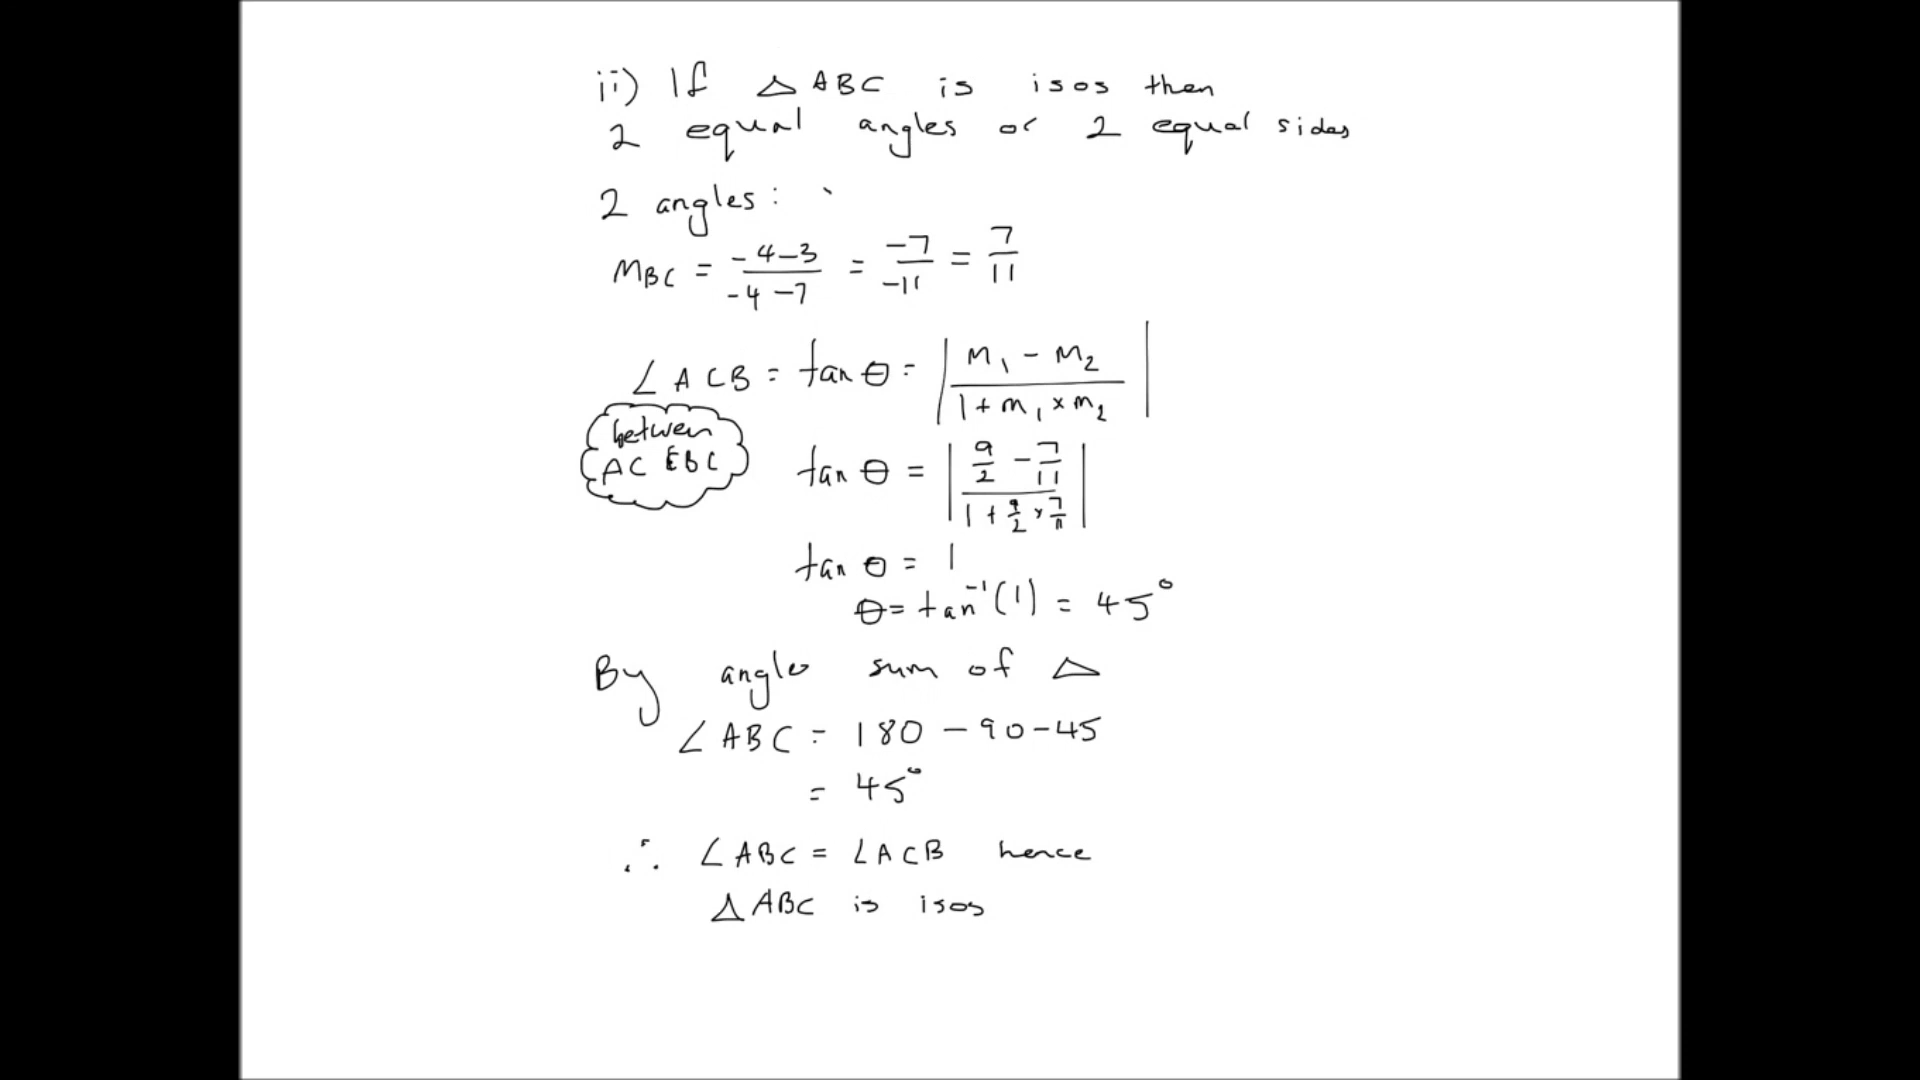 ii) If △ ABC is isos then
2 equal angles or 2 equal sides
2 angles:
mBC = (-4-3)/(-4-7) = -7/-11 = 7/11
∠ACB = tan θ = |(m₁ - m₂)/(1 + m₁ × m₂)|
between
AC & BC
tan θ = |(9/2 - 7/11)/(1 + 9/2 × 7/11)|
tan θ = 1
θ = tan⁻¹(1) = 45°
By angle sum of △
∠ABC = 180 - 90 - 45
= 45°
∴ ∠ABC = ∠ACB hence
△ABC is isos